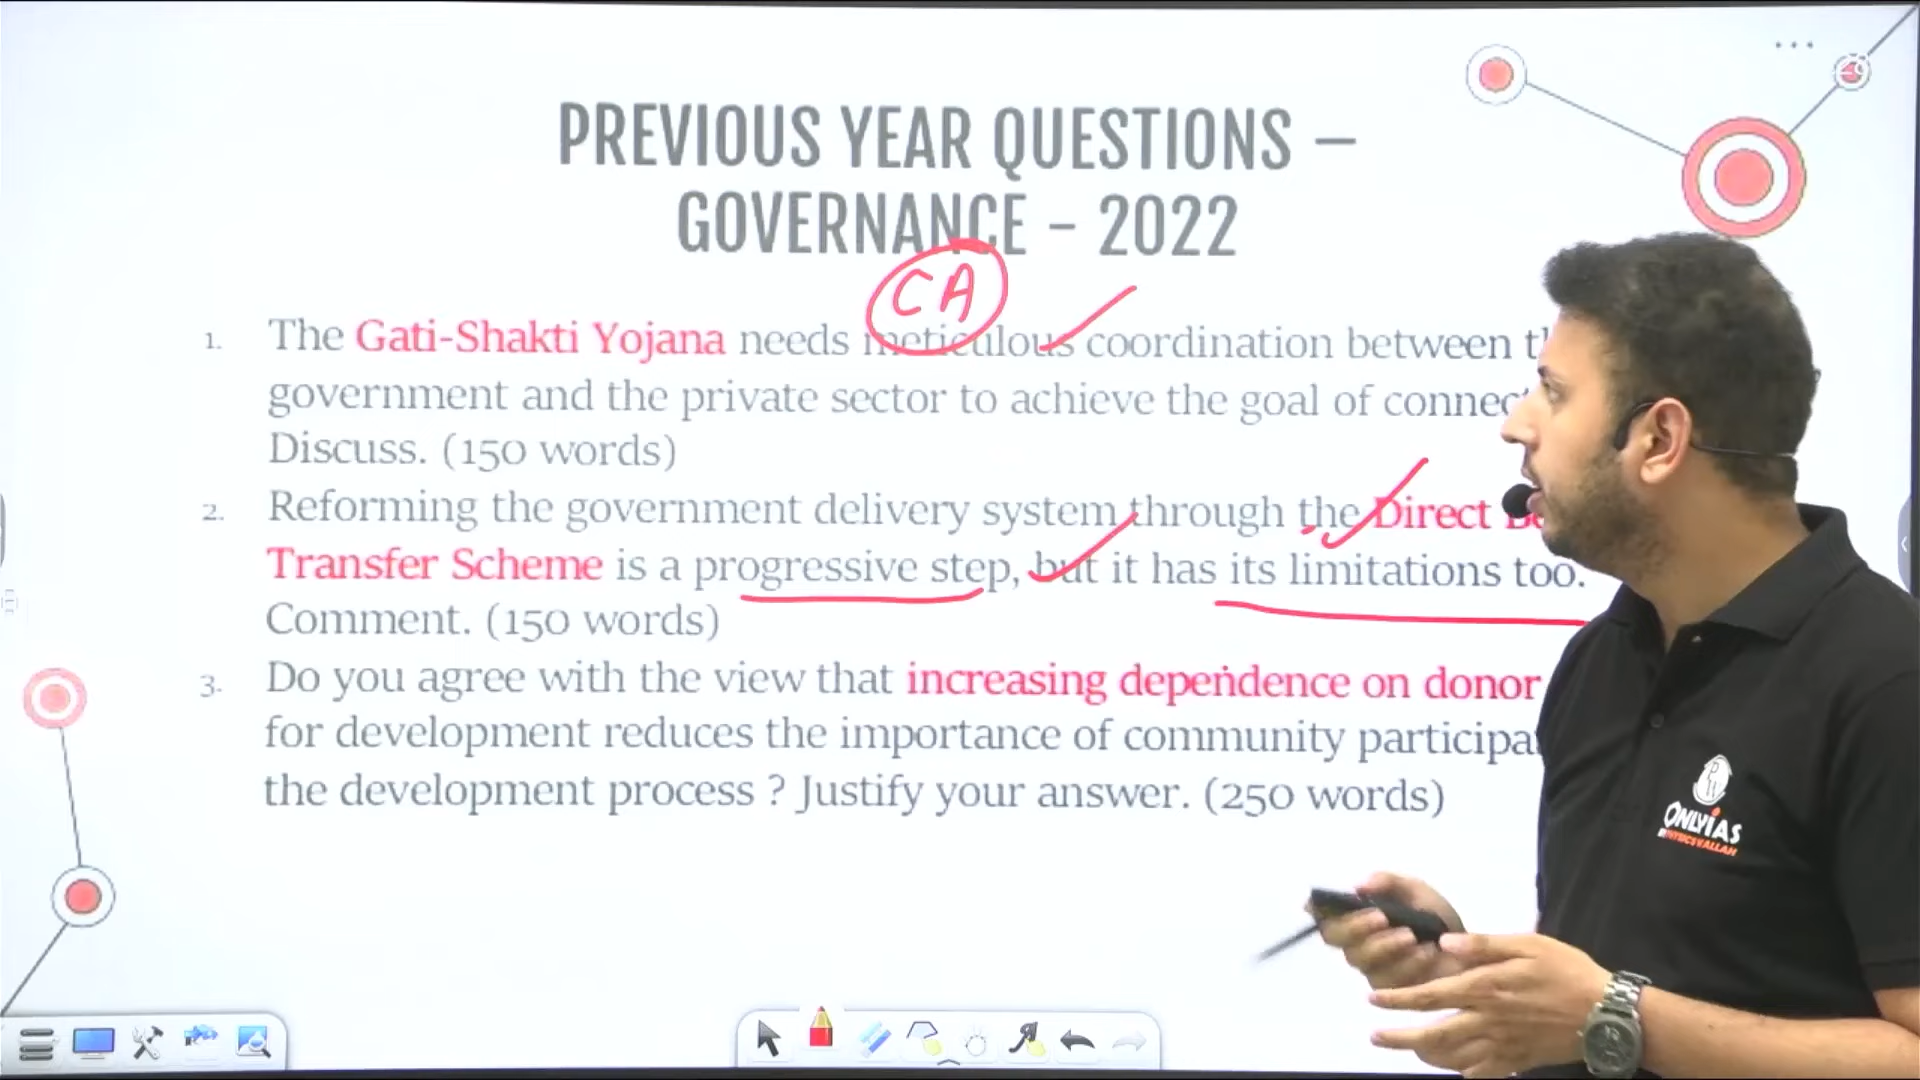 PREVIOUS YEAR QUESTIONS –
GOVERNANCE - 2022
CA
1. The Gati-Shakti Yojana needs meticulous coordination between
government and the private sector to achieve the goal of
Discuss. (150 words)
2. Reforming the government delivery system through the Direct
Transfer Scheme is a progressive step, but it has its limitations too.
Comment. (150 words)
3. Do you agree with the view that increasing dependence on donor
for development reduces the importance of community
the development process ? Justify your answer. (250 words)
ONLYIAS
BY PHYSICS WALLAH